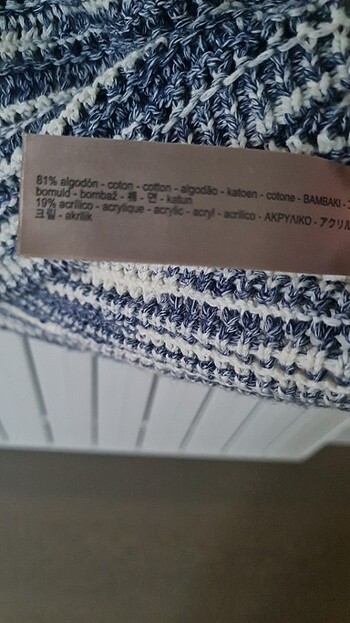 81% algodón - coton - cotton - algodão - katoen - cotone - BAMBAKI -
bomuld - bombaž - 棉 - 면 - katun
19% acrílico - acrylique - acrylic - acryl - acrilico - ΑΚΡΥΛΙΚΟ - アクリル
크릴 - akrilik